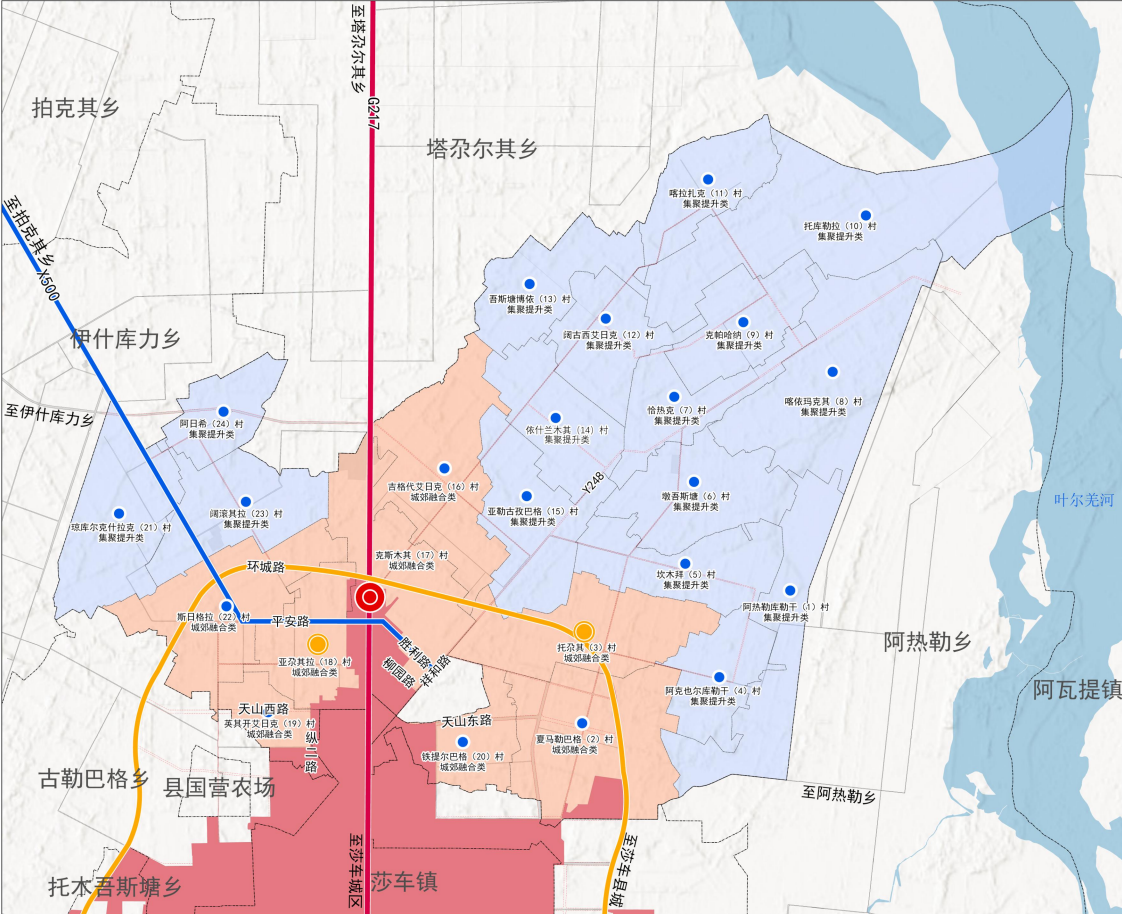 至塔尕尔其乡
G217
拍克其乡
塔尕尔其乡
喀拉扎克（11）村
集聚提升类
托库勒拉（10）村
集聚提升类
至拍克其乡
X500
吾斯塘博依（13）村
集聚提升类
阔古西艾日克（12）村
集聚提升类
克帕哈纳（9）村
集聚提升类
伊什库力乡
喀依玛克其（8）村
集聚提升类
恰热克（7）村
集聚提升类
至伊什库力乡
阿日希（24）村
集聚提升类
依什兰木其（14）村
集聚提升类
吉格代艾日克（16）村
城郊融合类
Y248
墩吾斯塘（6）村
集聚提升类
叶尔羌河
亚勒古孜巴格（15）村
集聚提升类
阔滚其拉（23）村
集聚提升类
琼库尔克什拉克（21）村
集聚提升类
克斯木其（17）村
城郊融合类
环城路
坎木拜（5）村
集聚提升类
阿热勒库勒干（1）村
集聚提升类
斯日格拉（22）村
城郊融合类
平安路
胜利路
柳园路
祥和路
托尕其（3）村
城郊融合类
阿热勒乡
亚尕其拉（18）村
城郊融合类
阿克也尔库勒干（4）村
集聚提升类
阿瓦提镇
天山西路
英其开艾日克（19）村
城郊融合类
纵二路
天山东路
铁提尔巴格（20）村
城郊融合类
夏马勒巴格（2）村
城郊融合类
古勒巴格乡
县国营农场
至阿热勒乡
至莎车城区
至莎车县城
托木吾斯塘乡
莎车镇